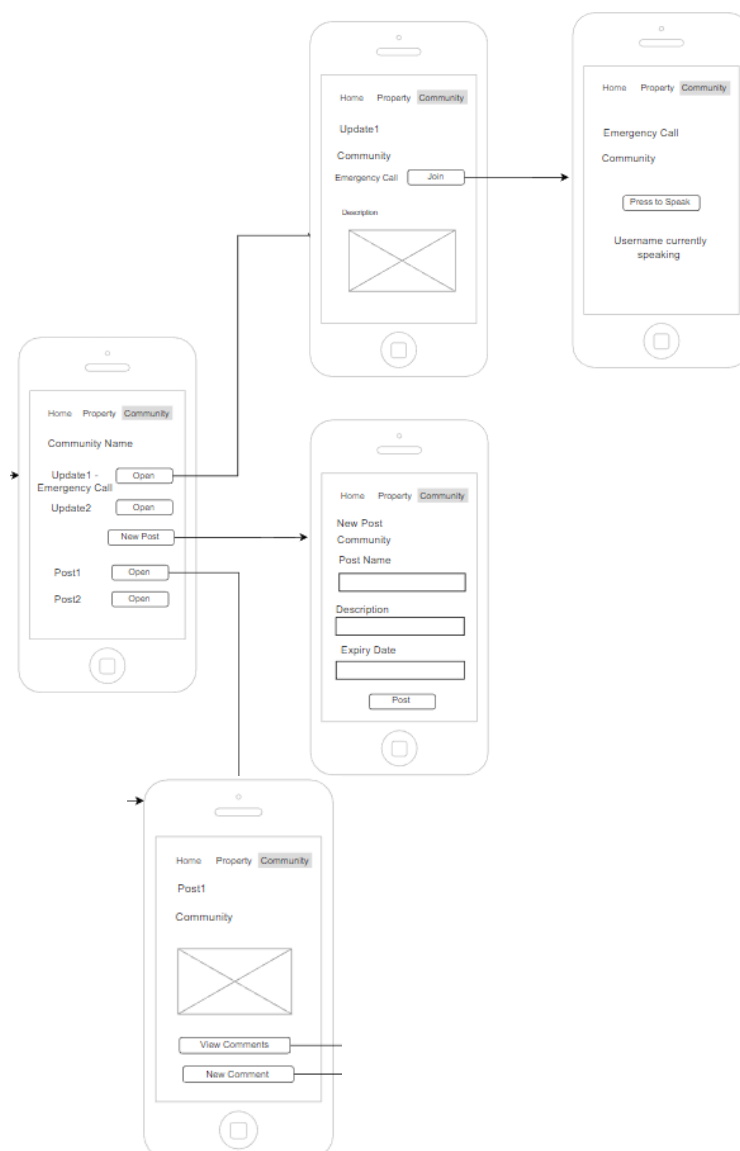 Home Property Community
Update1
Community
Emergency Call Join
Description
Home Property Community
Emergency Call
Community
Press to Speak
Username currently
speaking
Home Property Community
Community Name
Update1 - Open
Emergency Call
Update2 Open
New Post
Post1 Open
Post2 Open
Home Property Community
New Post
Community
Post Name
Description
Expiry Date
Post
Home Property Community
Post1
Community
View Comments
New Comment